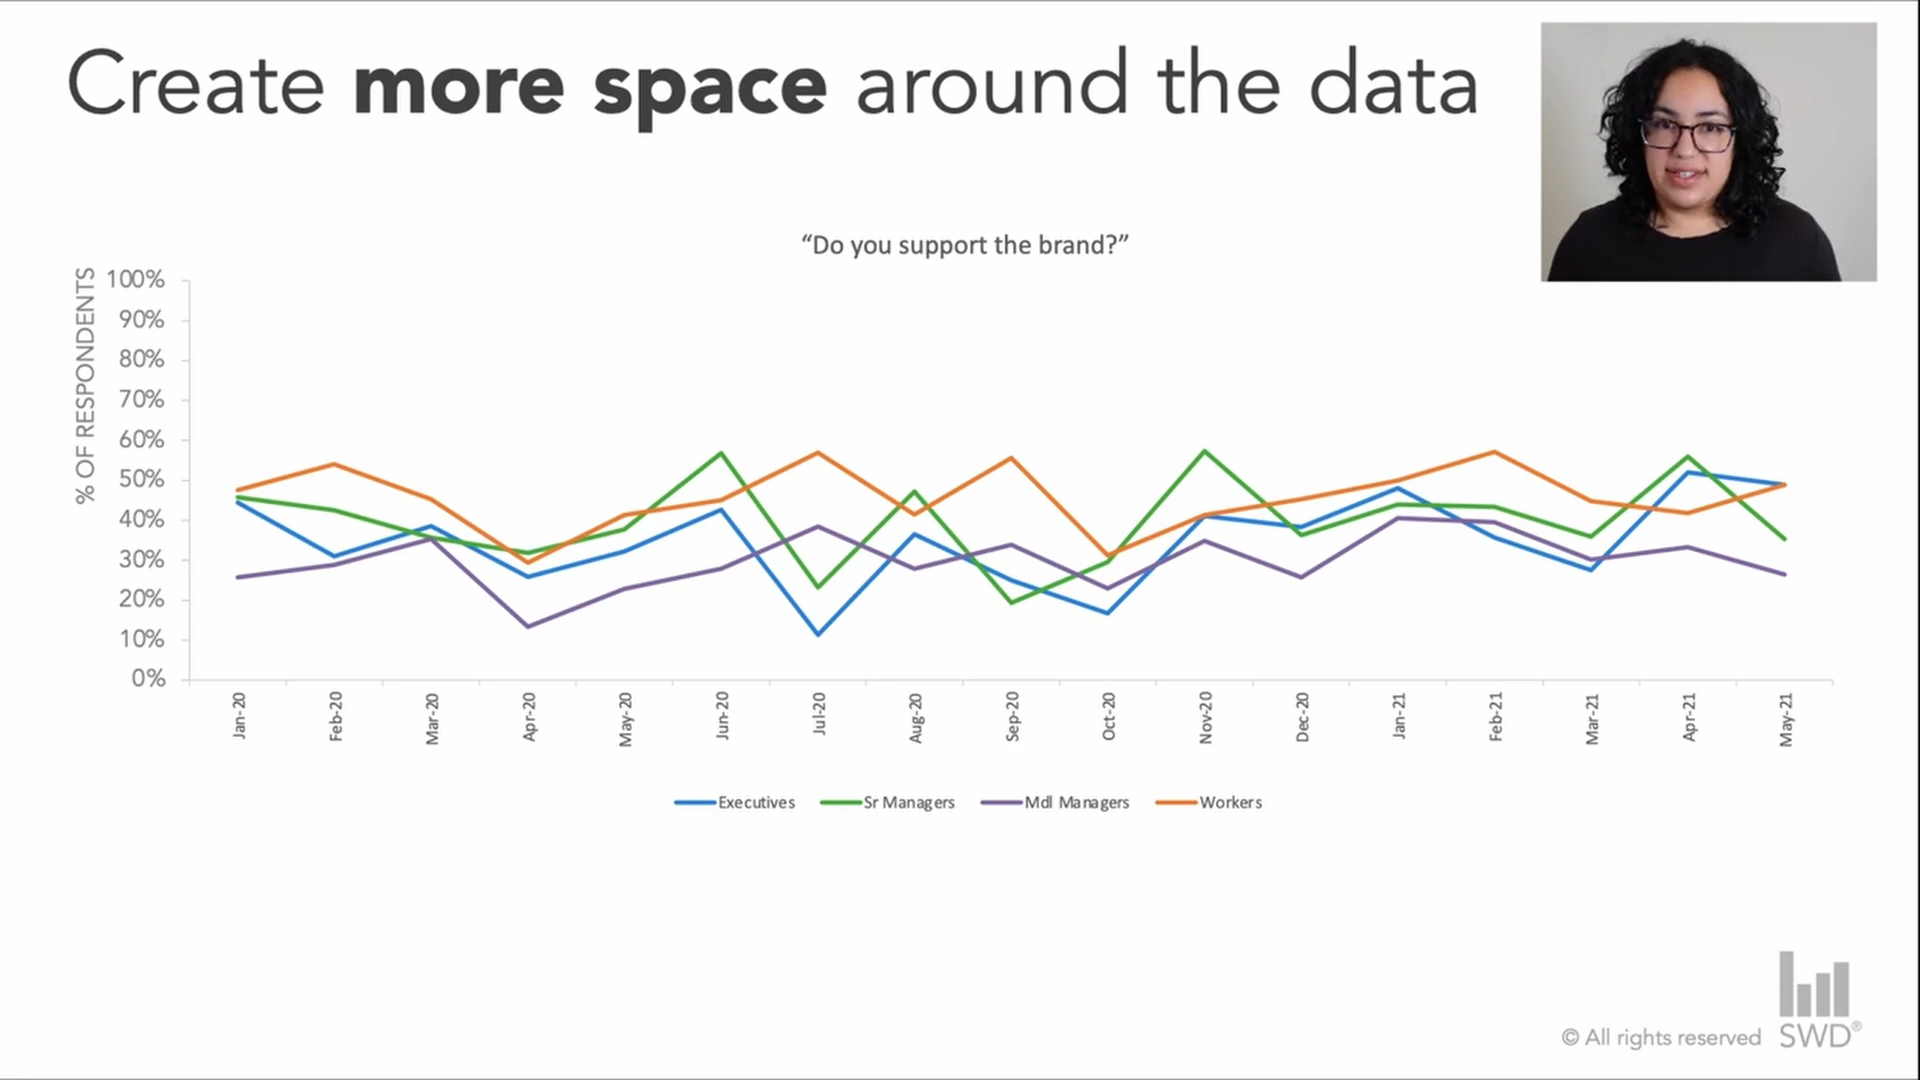 Create more space around the data
“Do you support the brand?”
% OF RESPONDENTS
100%
90%
80%
70%
60%
50%
40%
30%
20%
10%
0%
Jan-20
Feb-20
Mar-20
Apr-20
May-20
Jun-20
Jul-20
Aug-20
Sep-20
Oct-20
Nov-20
Dec-20
Jan-21
Feb-21
Mar-21
Apr-21
May-21
Executives
Sr Managers
Mdl Managers
Workers
© All rights reserved
SWD®